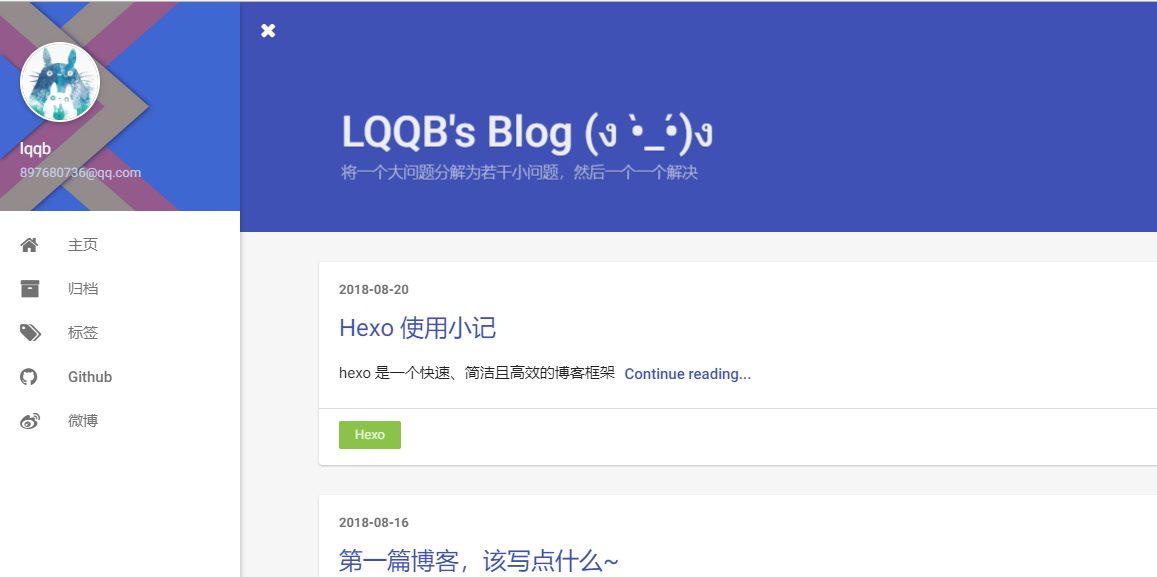 lqqb
897680736@qq.com
主页
归档
标签
Github
微博
LQQB's Blog (ง •̀_•́)ง
将一个大问题分解为若干小问题，然后一个一个解决
2018-08-20
Hexo 使用小记
hexo 是一个快速、简洁且高效的博客框架 Continue reading...
Hexo
2018-08-16
第一篇博客，该写点什么~